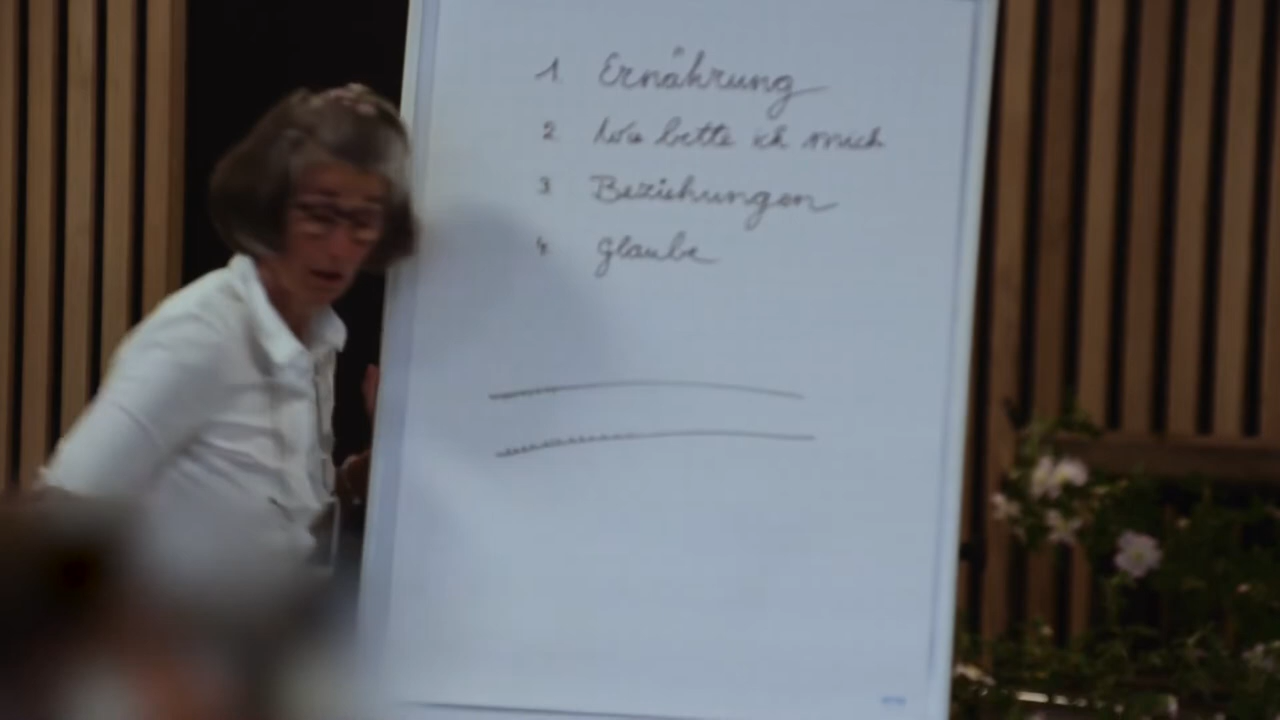 1. Ernährung
2 Wo bette ich mich
3 Beziehungen
4 Glaube